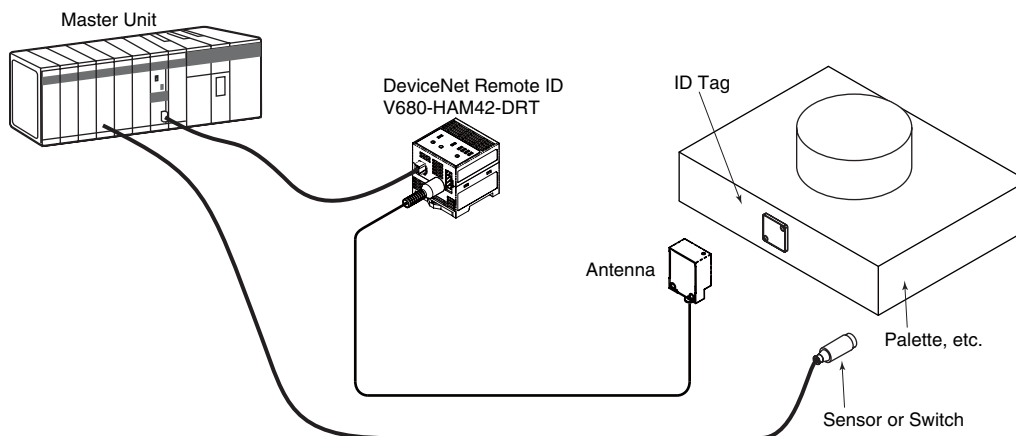 Master Unit
DeviceNet Remote ID
V680-HAM42-DRT
ID Tag
Antenna
Palette, etc.
Sensor or Switch